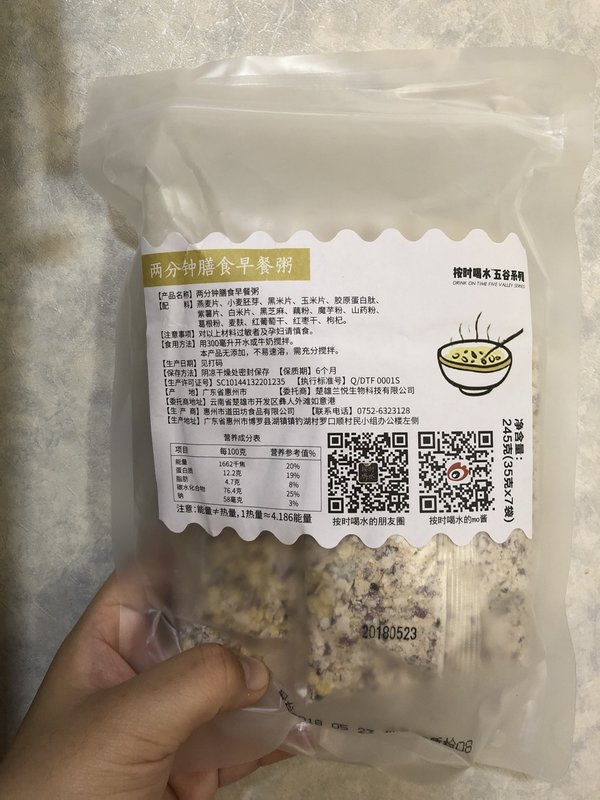 两分钟膳食早餐粥
按时喝水 五谷系列
DRINK ON TIME FIVE VALLEY SERIES
【产品名称】两分钟膳食早餐粥
【配 料】燕麦片、小麦胚芽、黑米片、玉米片、胶原蛋白肽、
紫薯片、白米片、黑芝麻、藕粉、魔芋粉、山药粉、
葛根粉、麦麸、红葡萄干、红枣干、枸杞。
【注意事项】对以上材料过敏者及孕妇请慎食。
【食用方法】用300毫升开水或牛奶搅拌。
本产品无添加，不易速溶，需充分搅拌。
【生产日期】见打码
【保存方法】阴凉干燥处密封保存 【保质期】6个月
【生产许可证号】SC10144132201235 【执行标准号】Q/DTF 0001S
【产 地】广东省惠州市 【委托商】楚雄兰悦生物科技有限公司
【委托商地址】云南省楚雄市开发区彝人外滩如意港
【生 产 商】惠州市道田坊食品有限公司 【联系电话】0752-6323128
【生产地址】广东省惠州市博罗县湖镇镇钓湖村罗口顺村民小组办公楼左侧
营养成分表
项目 每100克 营养参考值%
能量 1662千焦 20%
蛋白质 12.2克 19%
脂肪 4.7克 8%
碳水化合物 76.4克 25%
钠 58毫克 3%
注意：能量≠热量，1热量≈4.186能量
按时喝水的朋友圈
按时喝水的mo酱
净含量：
245克(35克x7袋)
20180523
2018 05 23